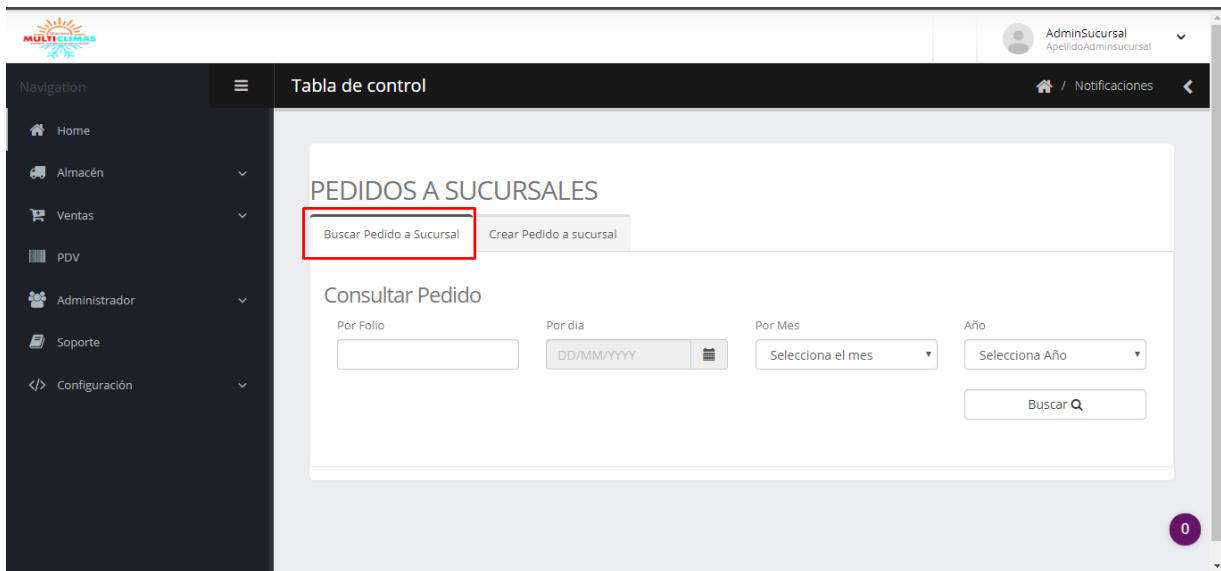 MULTICLIMAS
AdminSucursal
ApellidoAdminsucursal
Navigation
Tabla de control
/ Notificaciones
Home
Almacén
Ventas
PDV
Administrador
Soporte
</> Configuración
PEDIDOS A SUCURSALES
Buscar Pedido a Sucursal
Crear Pedido a sucursal
Consultar Pedido
Por Folio
Por dia
Por Mes
Año
DD/MM/YYYY
Selecciona el mes
Selecciona Año
Buscar
0